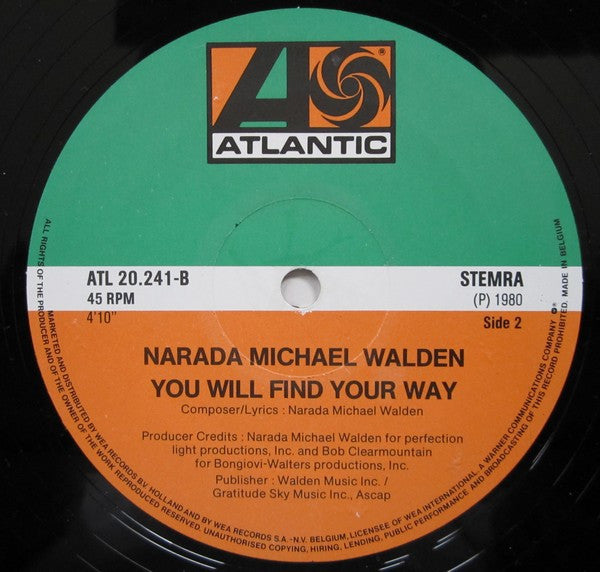 ATLANTIC
®
ATL 20.241-B
45 RPM
4'10"
STEMRA
(P) 1980
Side 2
NARADA MICHAEL WALDEN
YOU WILL FIND YOUR WAY
Composer/Lyrics : Narada Michael Walden
Producer Credits : Narada Michael Walden for perfection
light productions, Inc. and Bob Clearmountain
for Bongiovi-Walters productions, Inc.
Publisher : Walden Music Inc. /
Gratitude Sky Music Inc., Ascap
MARKETED AND DISTRIBUTED BY WEA RECORDS B.V. HOLLAND AND BY WEA RECORDS S.A.-N.V. BELGIUM, LICENSEE OF WEA INTERNATIONAL, A WARNER COMMUNICATIONS COMPANY
ALL RIGHTS OF THE PRODUCER AND OF THE OWNER OF THE WORK REPRODUCED RESERVED. UNAUTHORISED COPYING, HIRING, LENDING, PUBLIC PERFORMANCE AND BROADCASTING OF THIS RECORD PROHIBITED. MADE IN BELGIUM